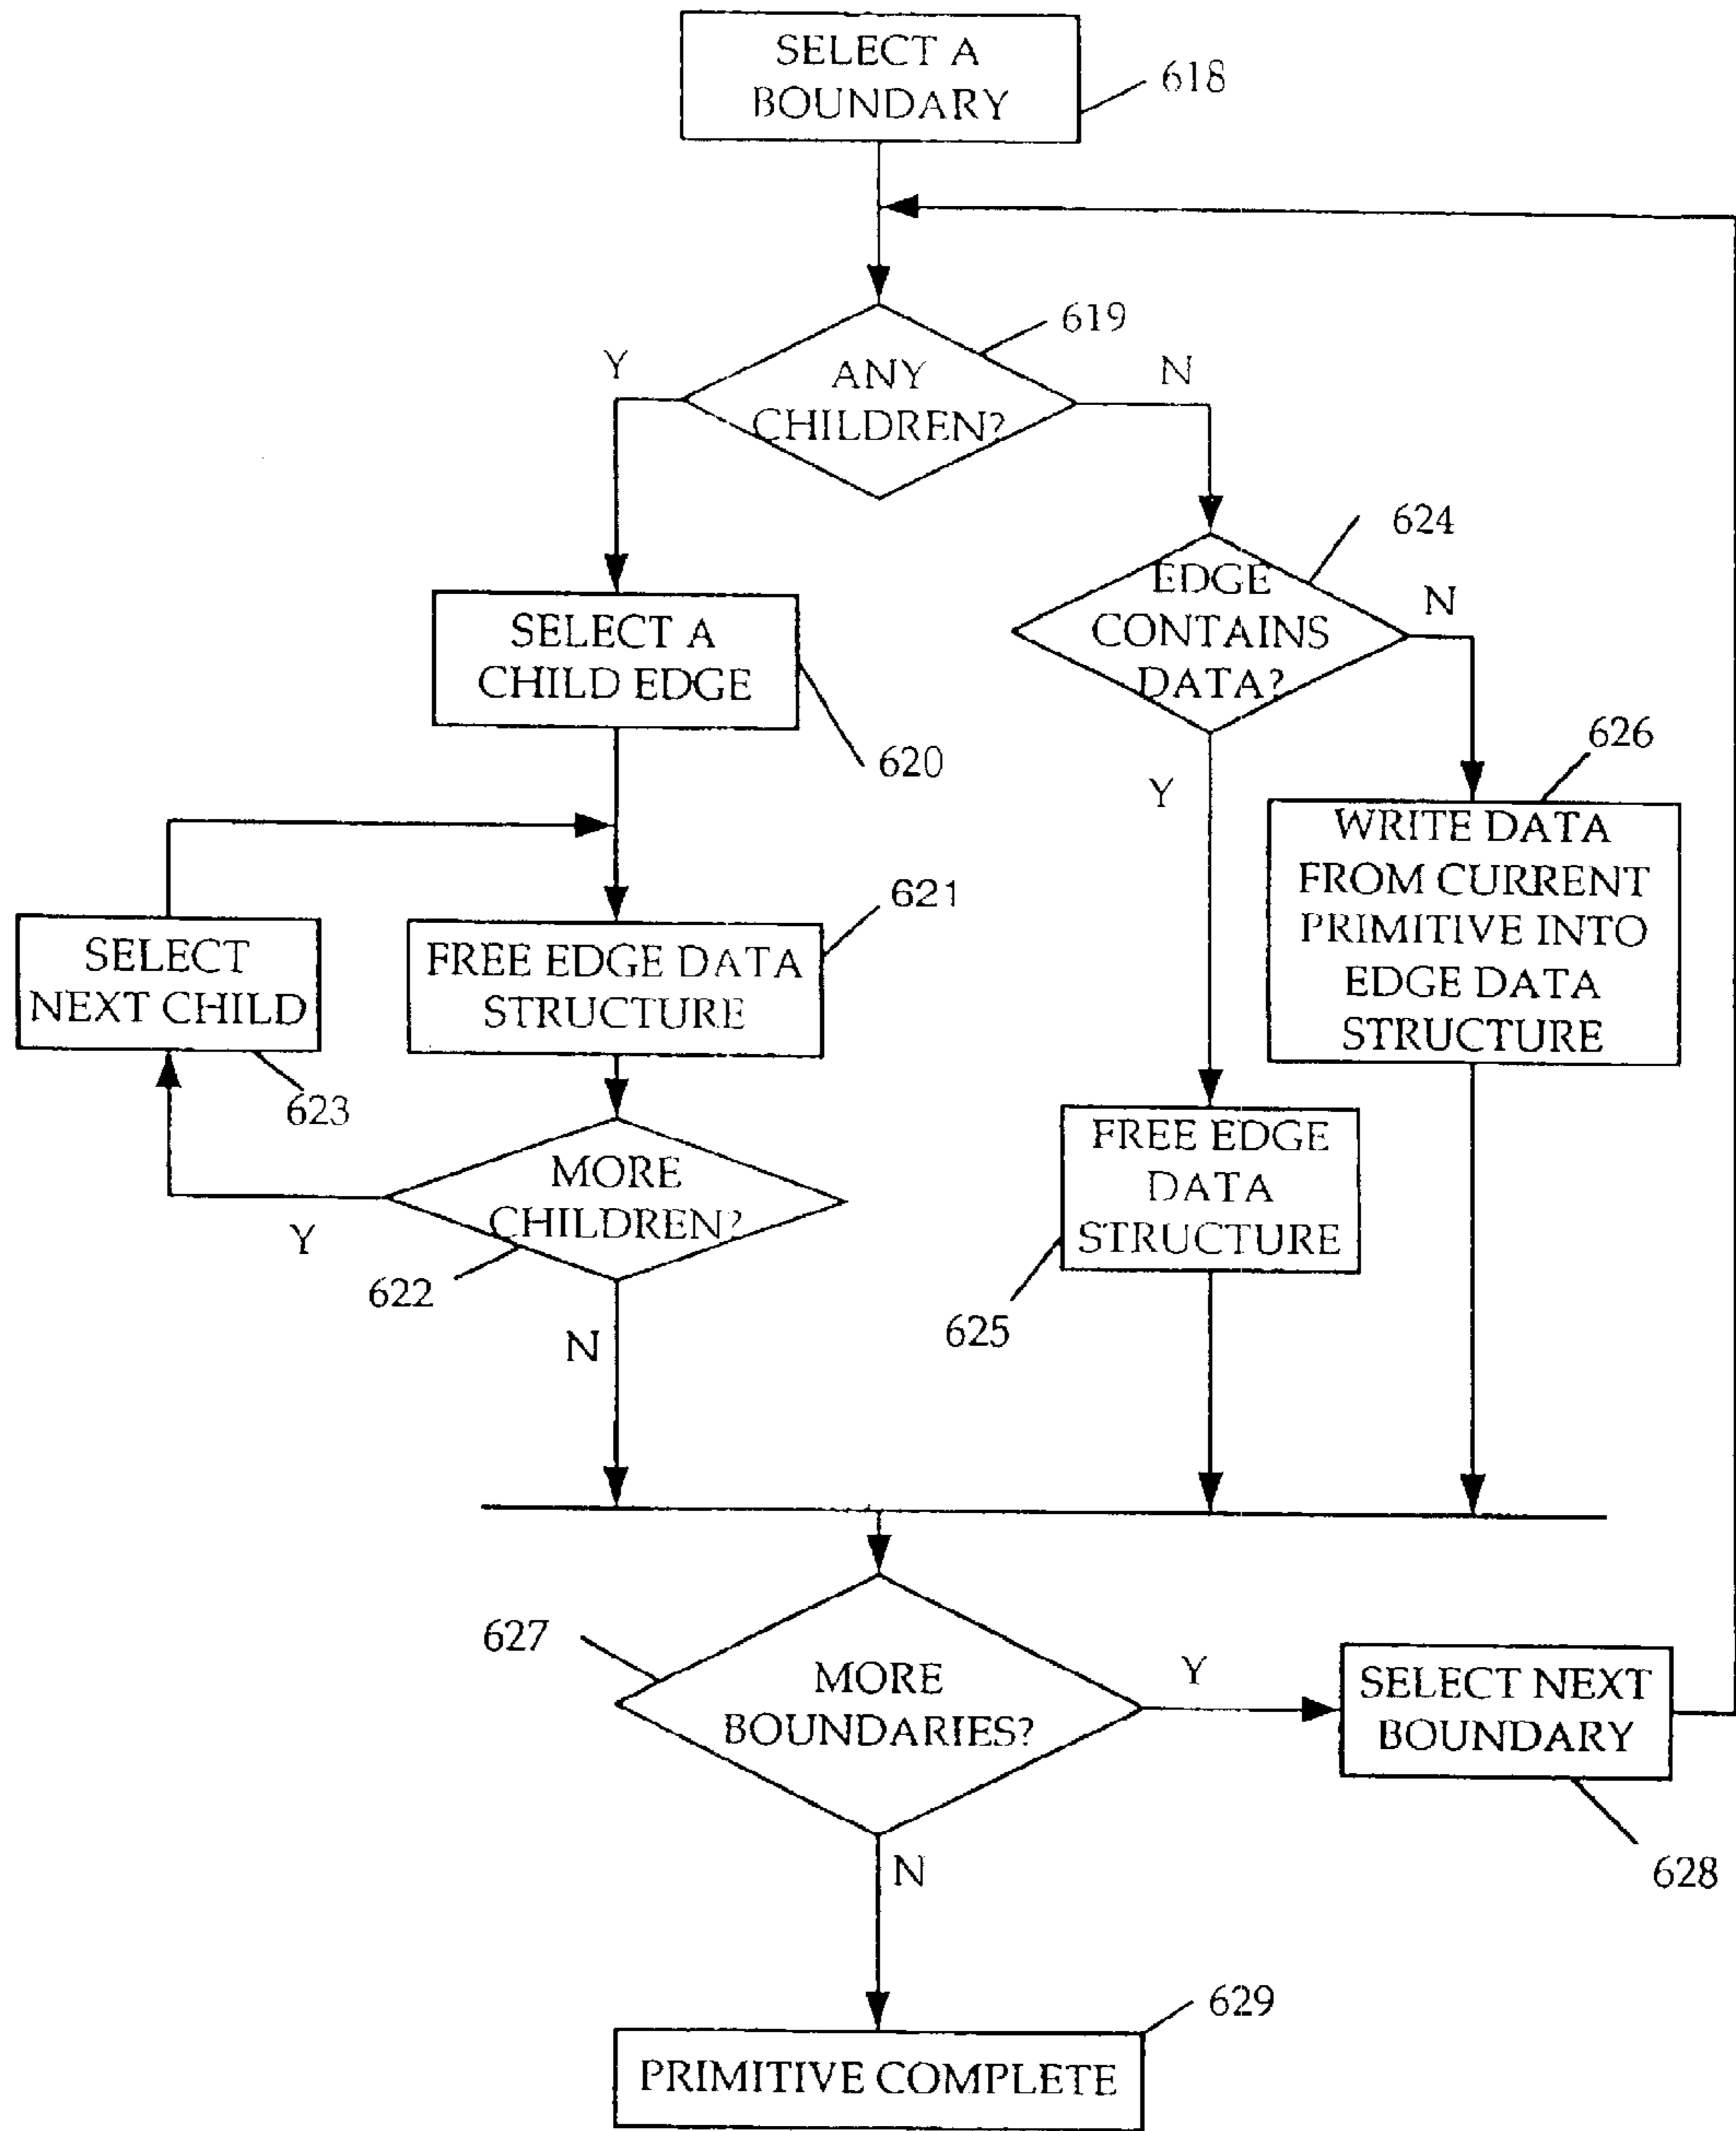 SELECT A
BOUNDARY
618
619
Y
ANY
CHILDREN?
N
624
EDGE
CONTAINS
DATA?
N
SELECT A
CHILD EDGE
620
Y
626
WRITE DATA
FROM CURRENT
PRIMITIVE INTO
EDGE DATA
STRUCTURE
621
SELECT
NEXT CHILD
FREE EDGE DATA
STRUCTURE
623
MORE
CHILDREN?
Y
622
N
FREE EDGE
DATA
STRUCTURE
625
627
MORE
BOUNDARIES?
Y
SELECT NEXT
BOUNDARY
628
N
629
PRIMITIVE COMPLETE